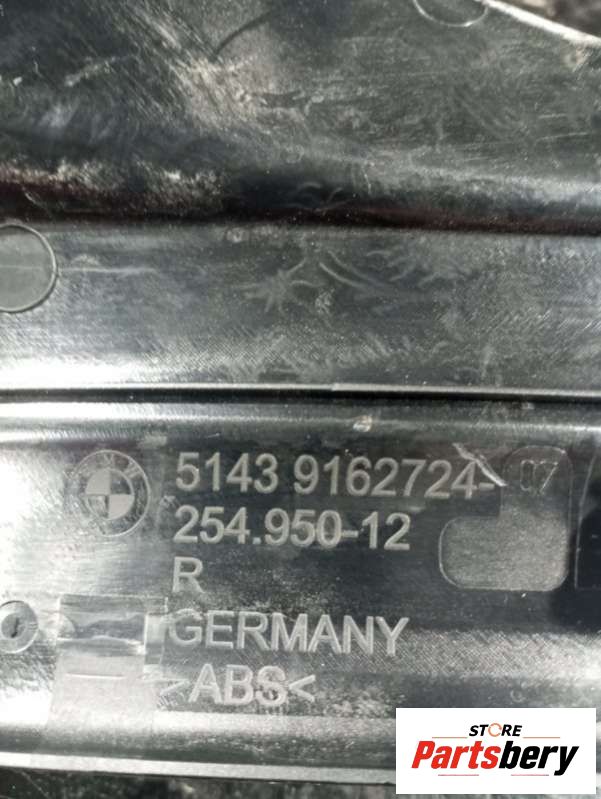 5143 9162724-07
254.950-12
R
GERMANY
>ABS<
STORE
Partsbery